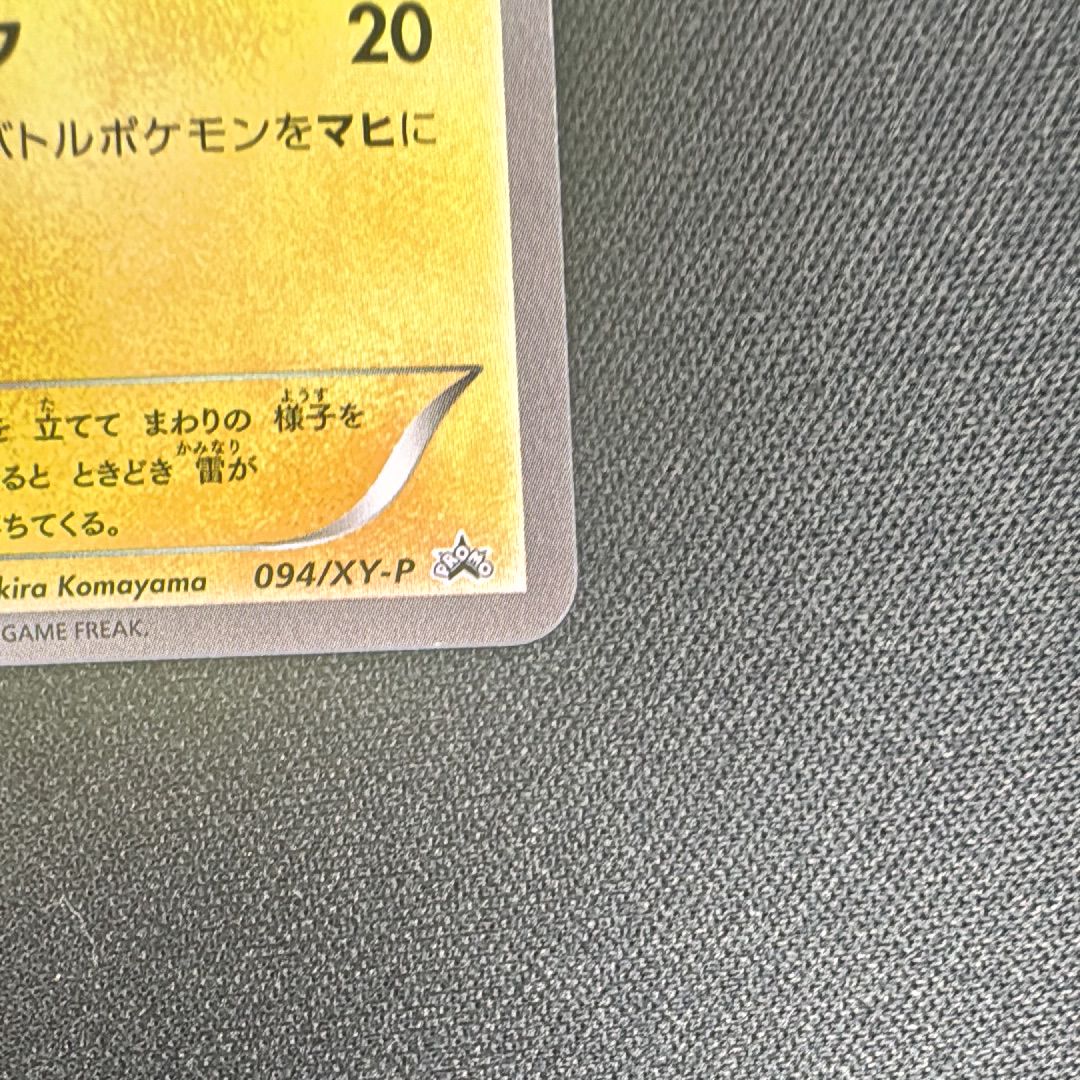 ク 20
バトルポケモンをマヒに
を 立てて まわりの 様子を
ると ときどき 雷が
ちてくる。
kira Komayama 094/XY-P PROMO
GAME FREAK.